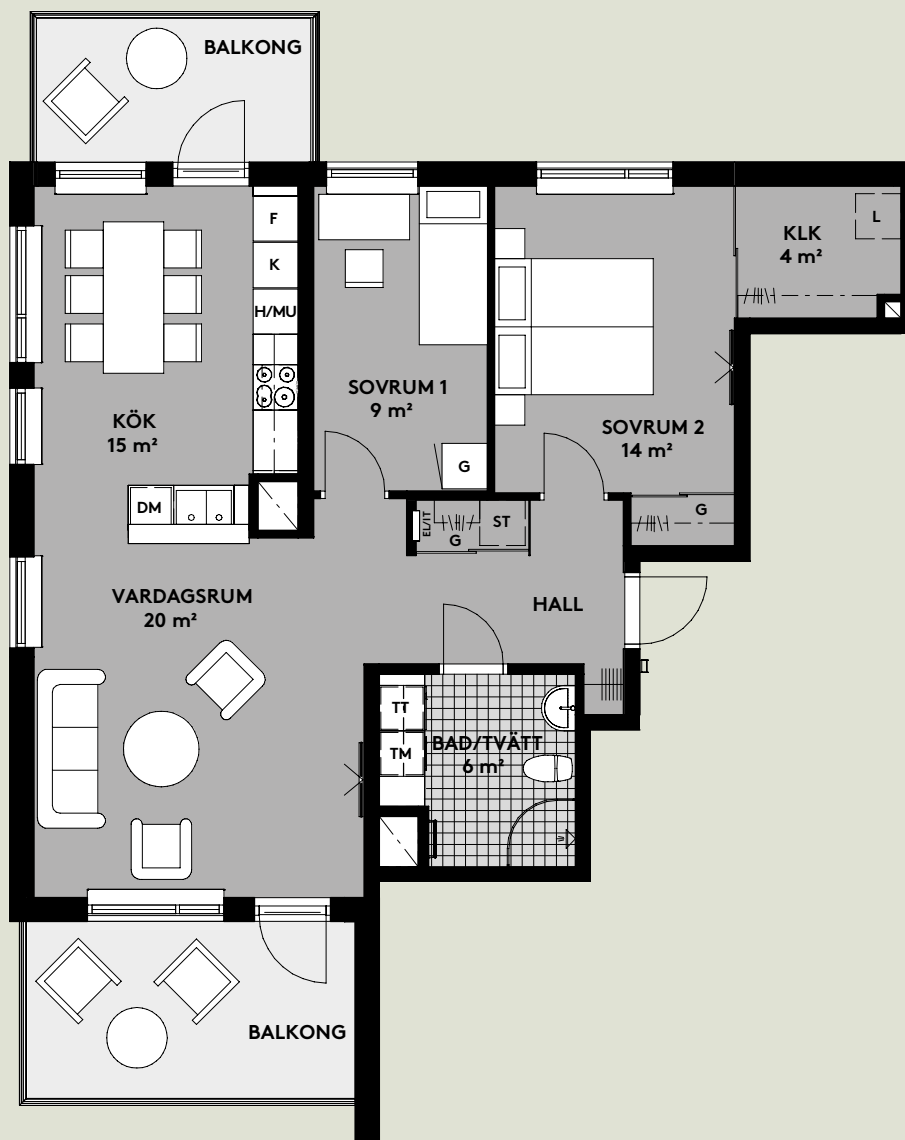 BALKONG
F
K
H/MU
L
KLK
4 m²
SOVRUM 1
9 m²
KÖK
15 m²
SOVRUM 2
14 m²
G
DM
EL/IT
G
ST
G
VARDAGSRUM
20 m²
HALL
TT
TM
BAD/TVÄTT
6 m²
BALKONG